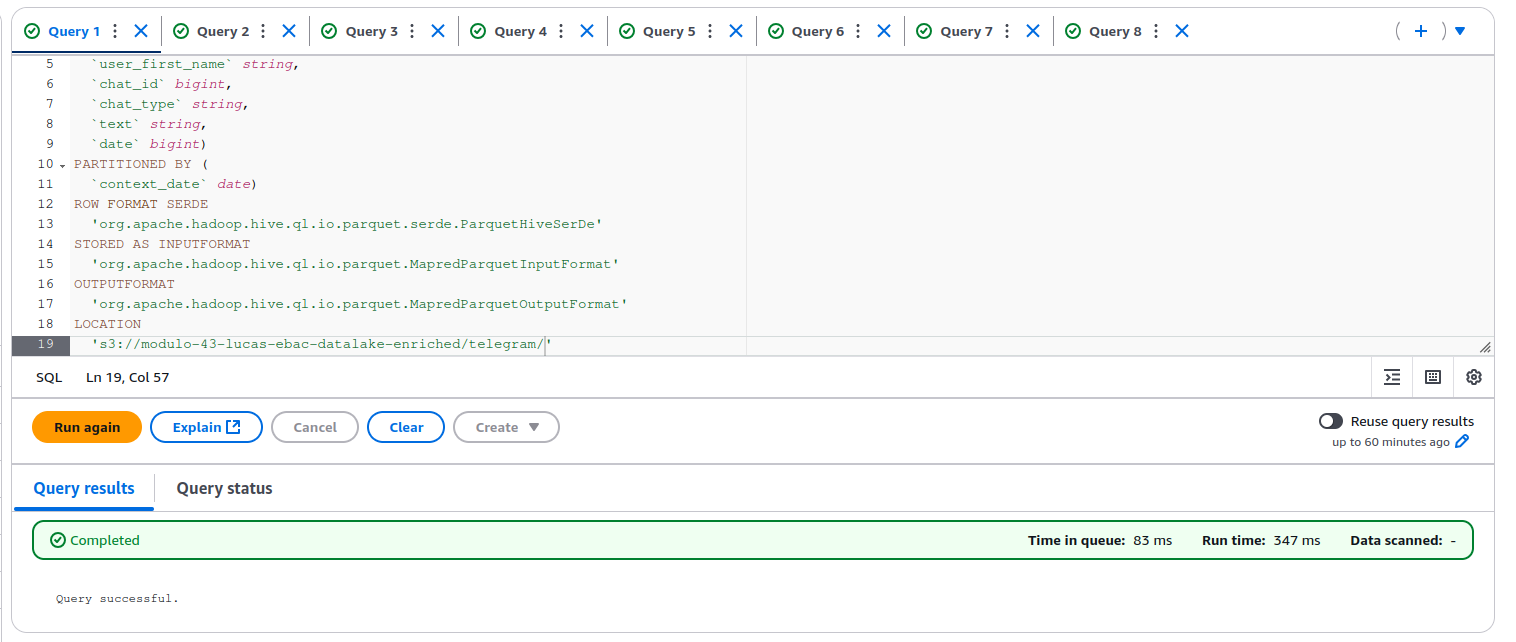 Query 1 Query 2 Query 3 Query 4 Query 5 Query 6 Query 7 Query 8
5 `user_first_name` string,
6 `chat_id` bigint,
7 `chat_type` string,
8 `text` string,
9 `date` bigint)
10 PARTITIONED BY (
11 `context_date` date)
12 ROW FORMAT SERDE
13 'org.apache.hadoop.hive.ql.io.parquet.serde.ParquetHiveSerDe'
14 STORED AS INPUTFORMAT
15 'org.apache.hadoop.hive.ql.io.parquet.MapredParquetInputFormat'
16 OUTPUTFORMAT
17 'org.apache.hadoop.hive.ql.io.parquet.MapredParquetOutputFormat'
18 LOCATION
19 's3://modulo-43-lucas-ebac-datalake-enriched/telegram/'
SQL Ln 19, Col 57
Run again Explain Cancel Clear Create Reuse query results
up to 60 minutes ago
Query results Query status
Completed Time in queue: 83 ms Run time: 347 ms Data scanned: -
Query successful.